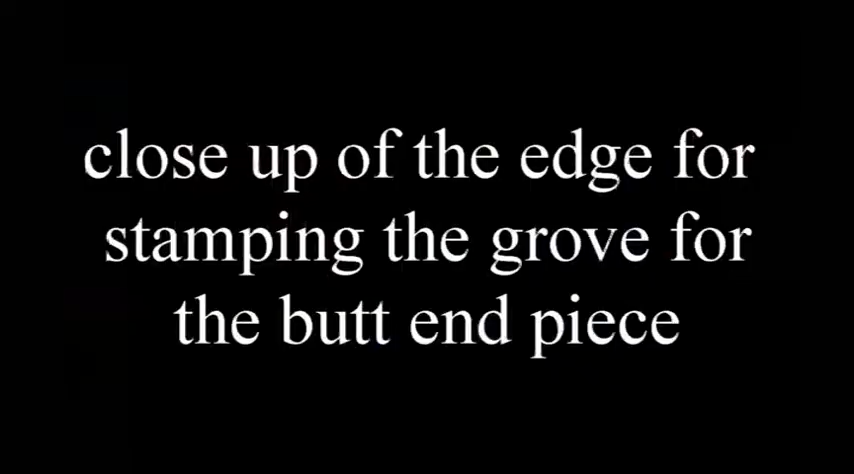 close up of the edge for
stamping the grove for
the butt end piece